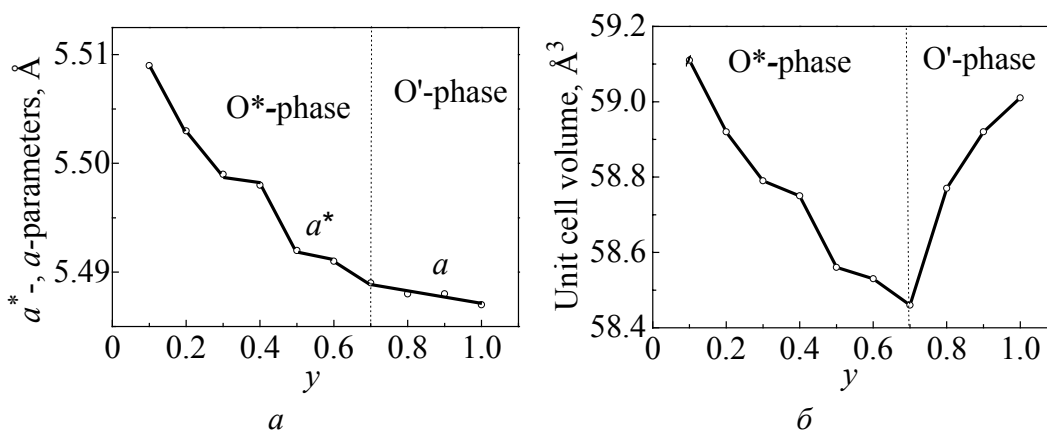 a* -, a-parameters, Å
5.51
5.50
5.49
O*-phase
O'-phase
a*
a
0
0.2
0.4
0.6
0.8
1.0
y
а
Unit cell volume, Å3
59.2
59.0
58.8
58.6
58.4
O*-phase
O'-phase
0
0.2
0.4
0.6
0.8
1.0
y
б